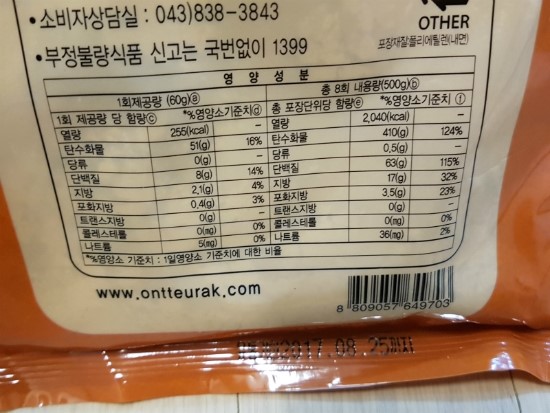 •소비자상담실 : 043)838-3843
•부정불량식품 신고는 국번없이 1399
OTHER
포장재질:폴리에틸렌(내면)
영 양 성 분
1회제공량 (60g)ⓐ 총 8회 내용량(500g)ⓑ
1회 제공량 당 함량ⓒ *%영양소기준치ⓓ 총 포장단위당 함량ⓔ *%영양소기준치 ⓕ
열량 255(kcal) – 열량 2,040(kcal) –
탄수화물 51(g) 16% 탄수화물 410(g) 124%
당류 0(g) – 당류 0,5(g) –
단백질 8(g) 14% 단백질 63(g) 115%
지방 2,1(g) 4% 지방 17(g) 32%
포화지방 0,4(g) 3% 포화지방 3,5(g) 23%
트랜스지방 0(g) – 트랜스지방 0(g) –
콜레스테롤 0(mg) 0% 콜레스테롤 0(mg) 0%
나트륨 5(mg) 0% 나트륨 36(mg) 2%
*%영양소 기준치 : 1일영양소 기준치에 대한 비율
www.ontteurak.com
8 809057 649703
2017.08.25까지